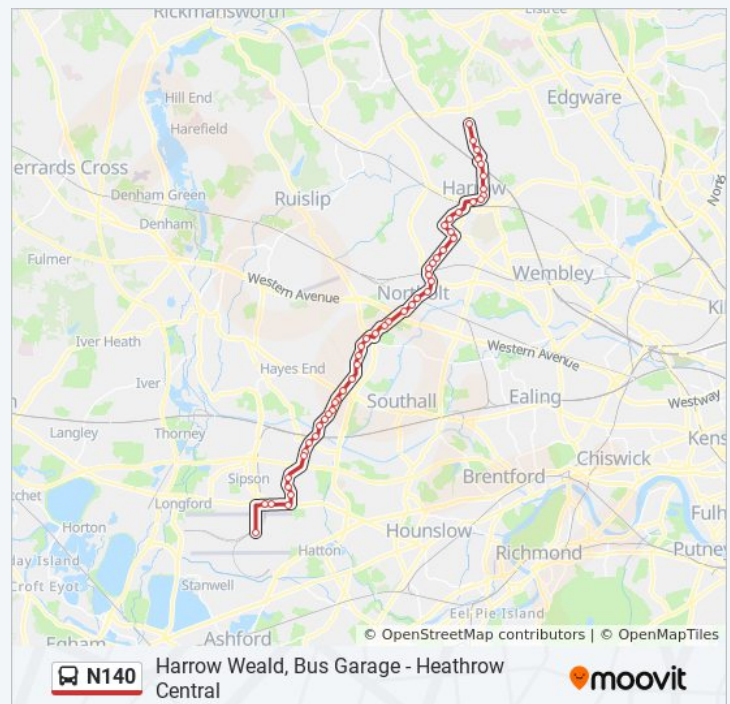 Rickmansworth
Elstree
Hill End
Edgware
Harefield
errards Cross
Denham Green
Ruislip
Harrow
Denham
Fulmer
Western Avenue
Northolt
Wembley
Iver Heath
Western Avenue
Hayes End
Iver
Southall
Ealing
Westway
Langley
Thorney
Kens
Chiswick
Sipson
Brentford
Longford
Horton
Hounslow
Fulh
Hatton
Richmond
Putney
day Island
Croft Eyot
Stanwell
Eel Pie Island
Egham
Ashford
© OpenStreetMap contributors | © OpenMapTiles
N140
Harrow Weald, Bus Garage - Heathrow
Central
moovit